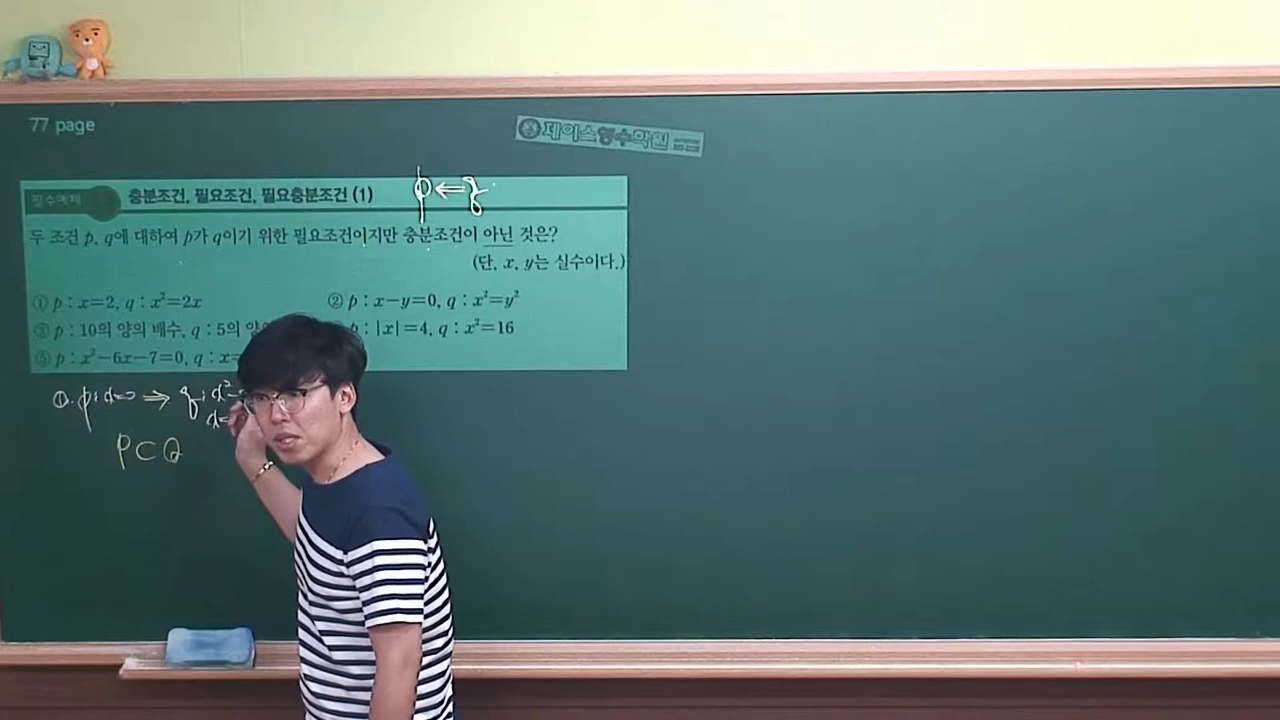 77 page
제이스영수학원
필수예제 충분조건, 필요조건, 필요충분조건 (1)
p ⇐ q
두 조건 p, q에 대하여 p가 q이기 위한 필요조건이지만 충분조건이 아닌 것은?
(단, x, y는 실수이다.)
① p : x=2, q : x²=2x
② p : x−y=0, q : x²=y²
③ p : 10의 양의 배수, q : 5의 양의
p : |x|=4, q : x²=16
⑤ p : x²−6x−7=0, q : x=
①. p : x=2 ⇒ q : x²
x=
P⊂Q